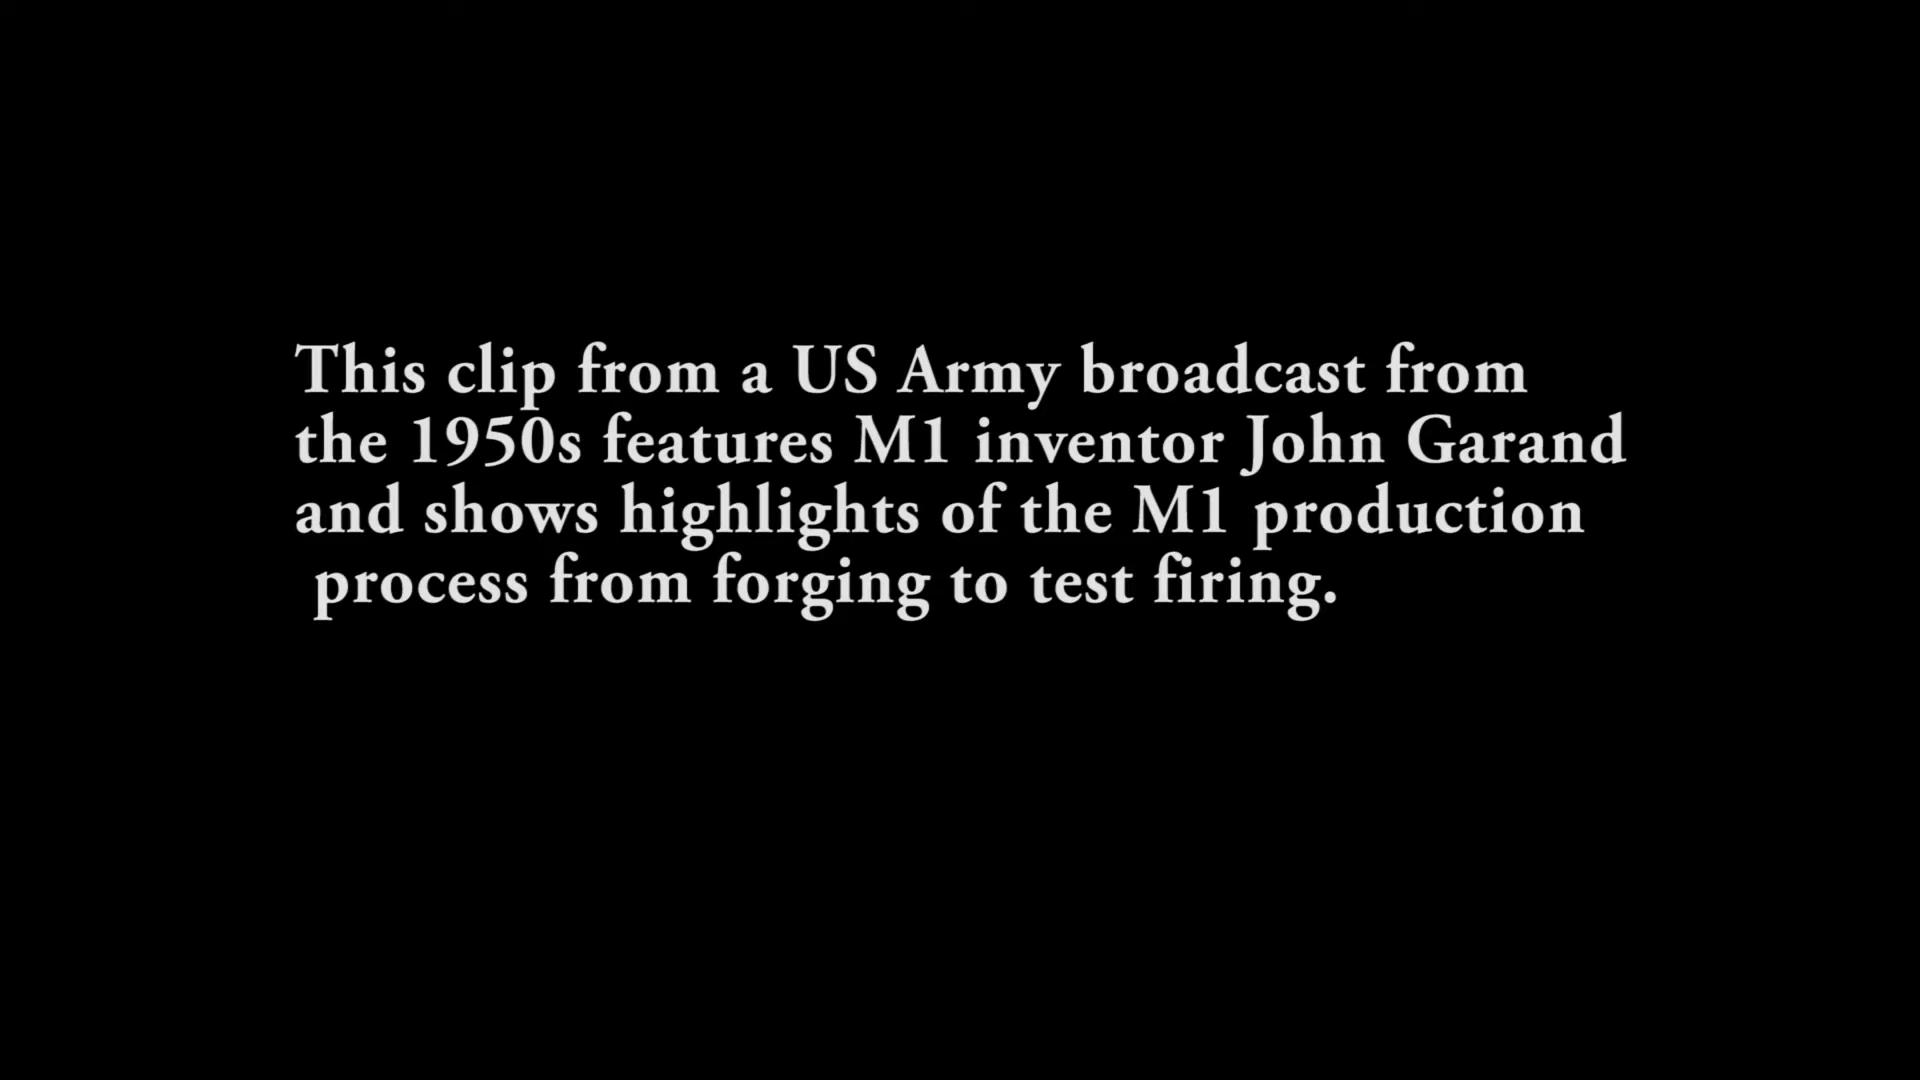 This clip from a US Army broadcast from
the 1950s features M1 inventor John Garand
and shows highlights of the M1 production
process from forging to test firing.